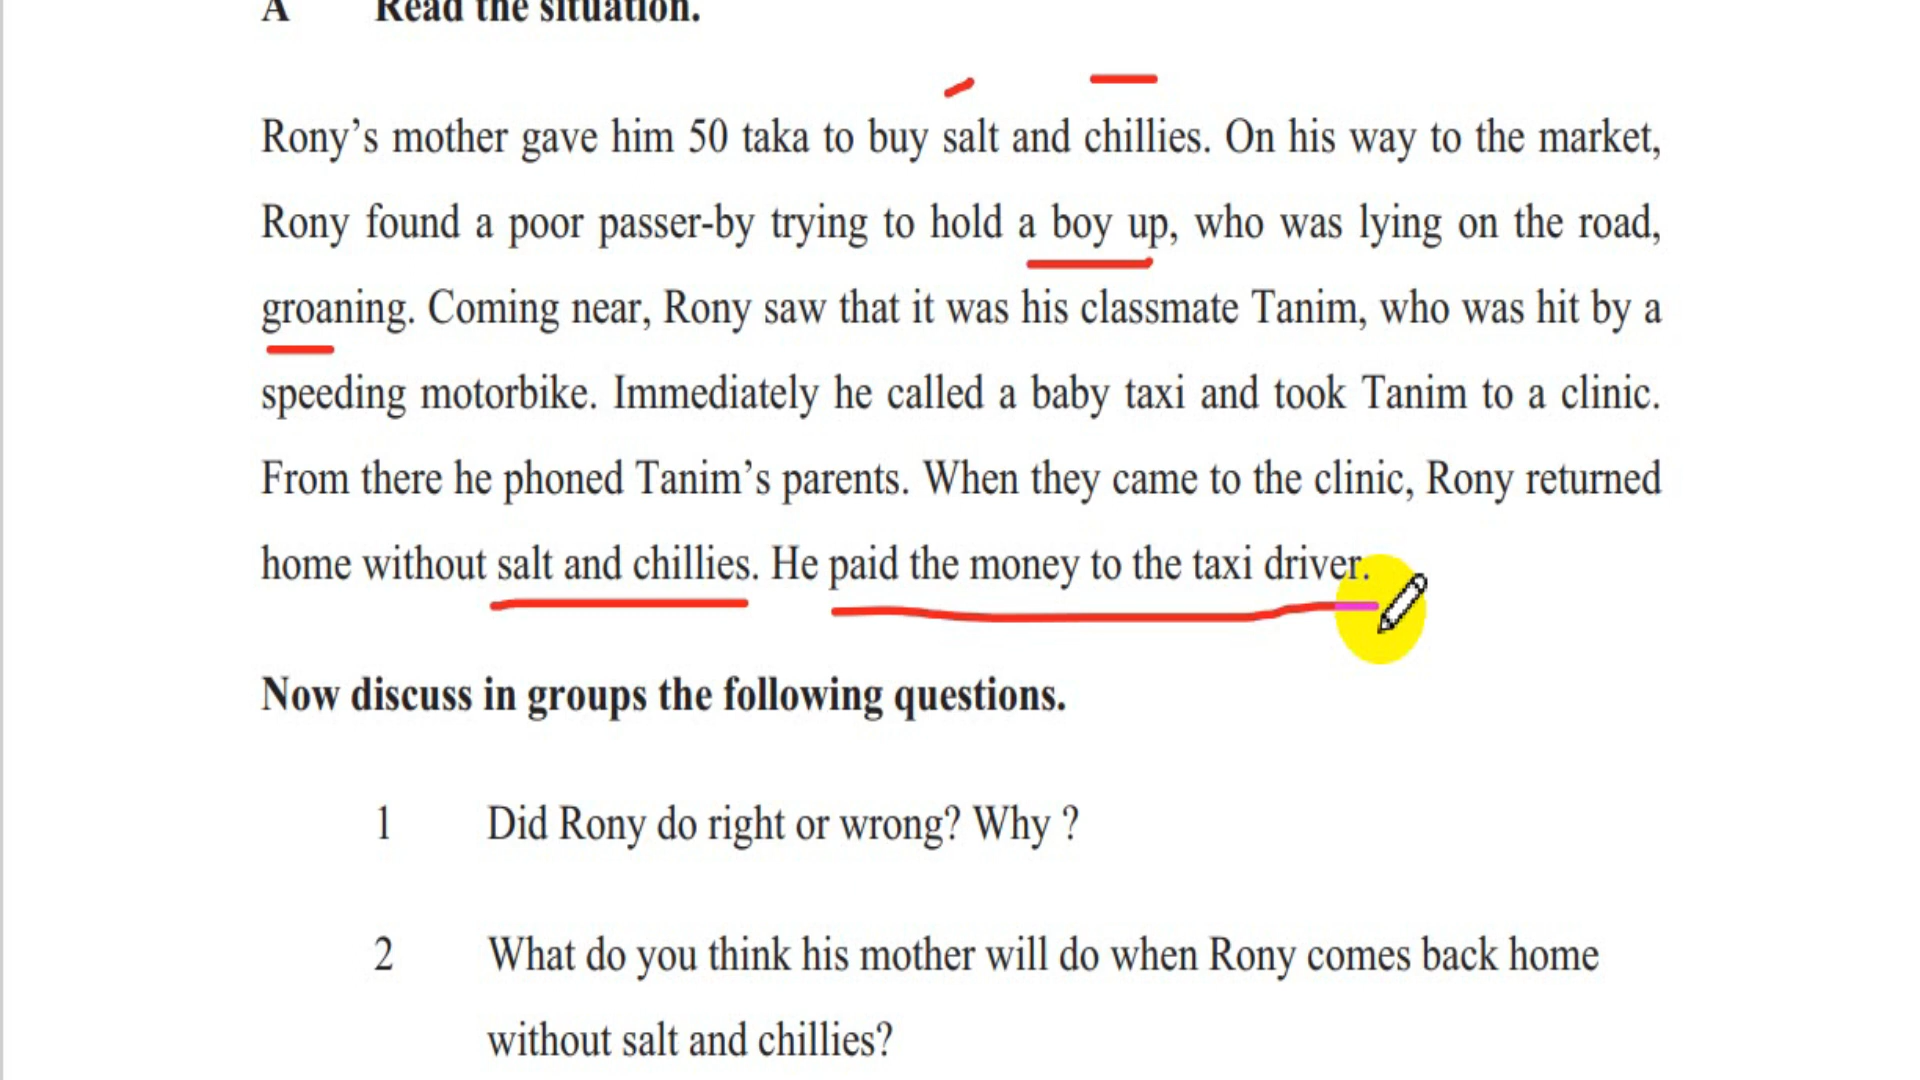 A Read the situation.
Rony’s mother gave him 50 taka to buy salt and chillies. On his way to the market,
Rony found a poor passer-by trying to hold a boy up, who was lying on the road,
groaning. Coming near, Rony saw that it was his classmate Tanim, who was hit by a
speeding motorbike. Immediately he called a baby taxi and took Tanim to a clinic.
From there he phoned Tanim’s parents. When they came to the clinic, Rony returned
home without salt and chillies. He paid the money to the taxi driver.
Now discuss in groups the following questions.
1 Did Rony do right or wrong? Why ?
2 What do you think his mother will do when Rony comes back home
without salt and chillies?